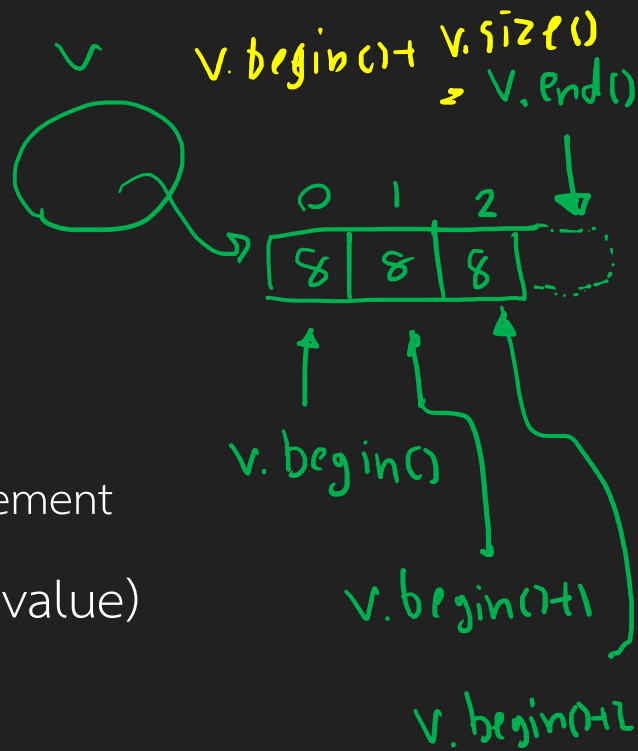 v
v.begin()+ v.size()
= v.end()
0 1 2
8 8 8
v.begin()
ement
value)
v.begin()+1
v.begin()+2